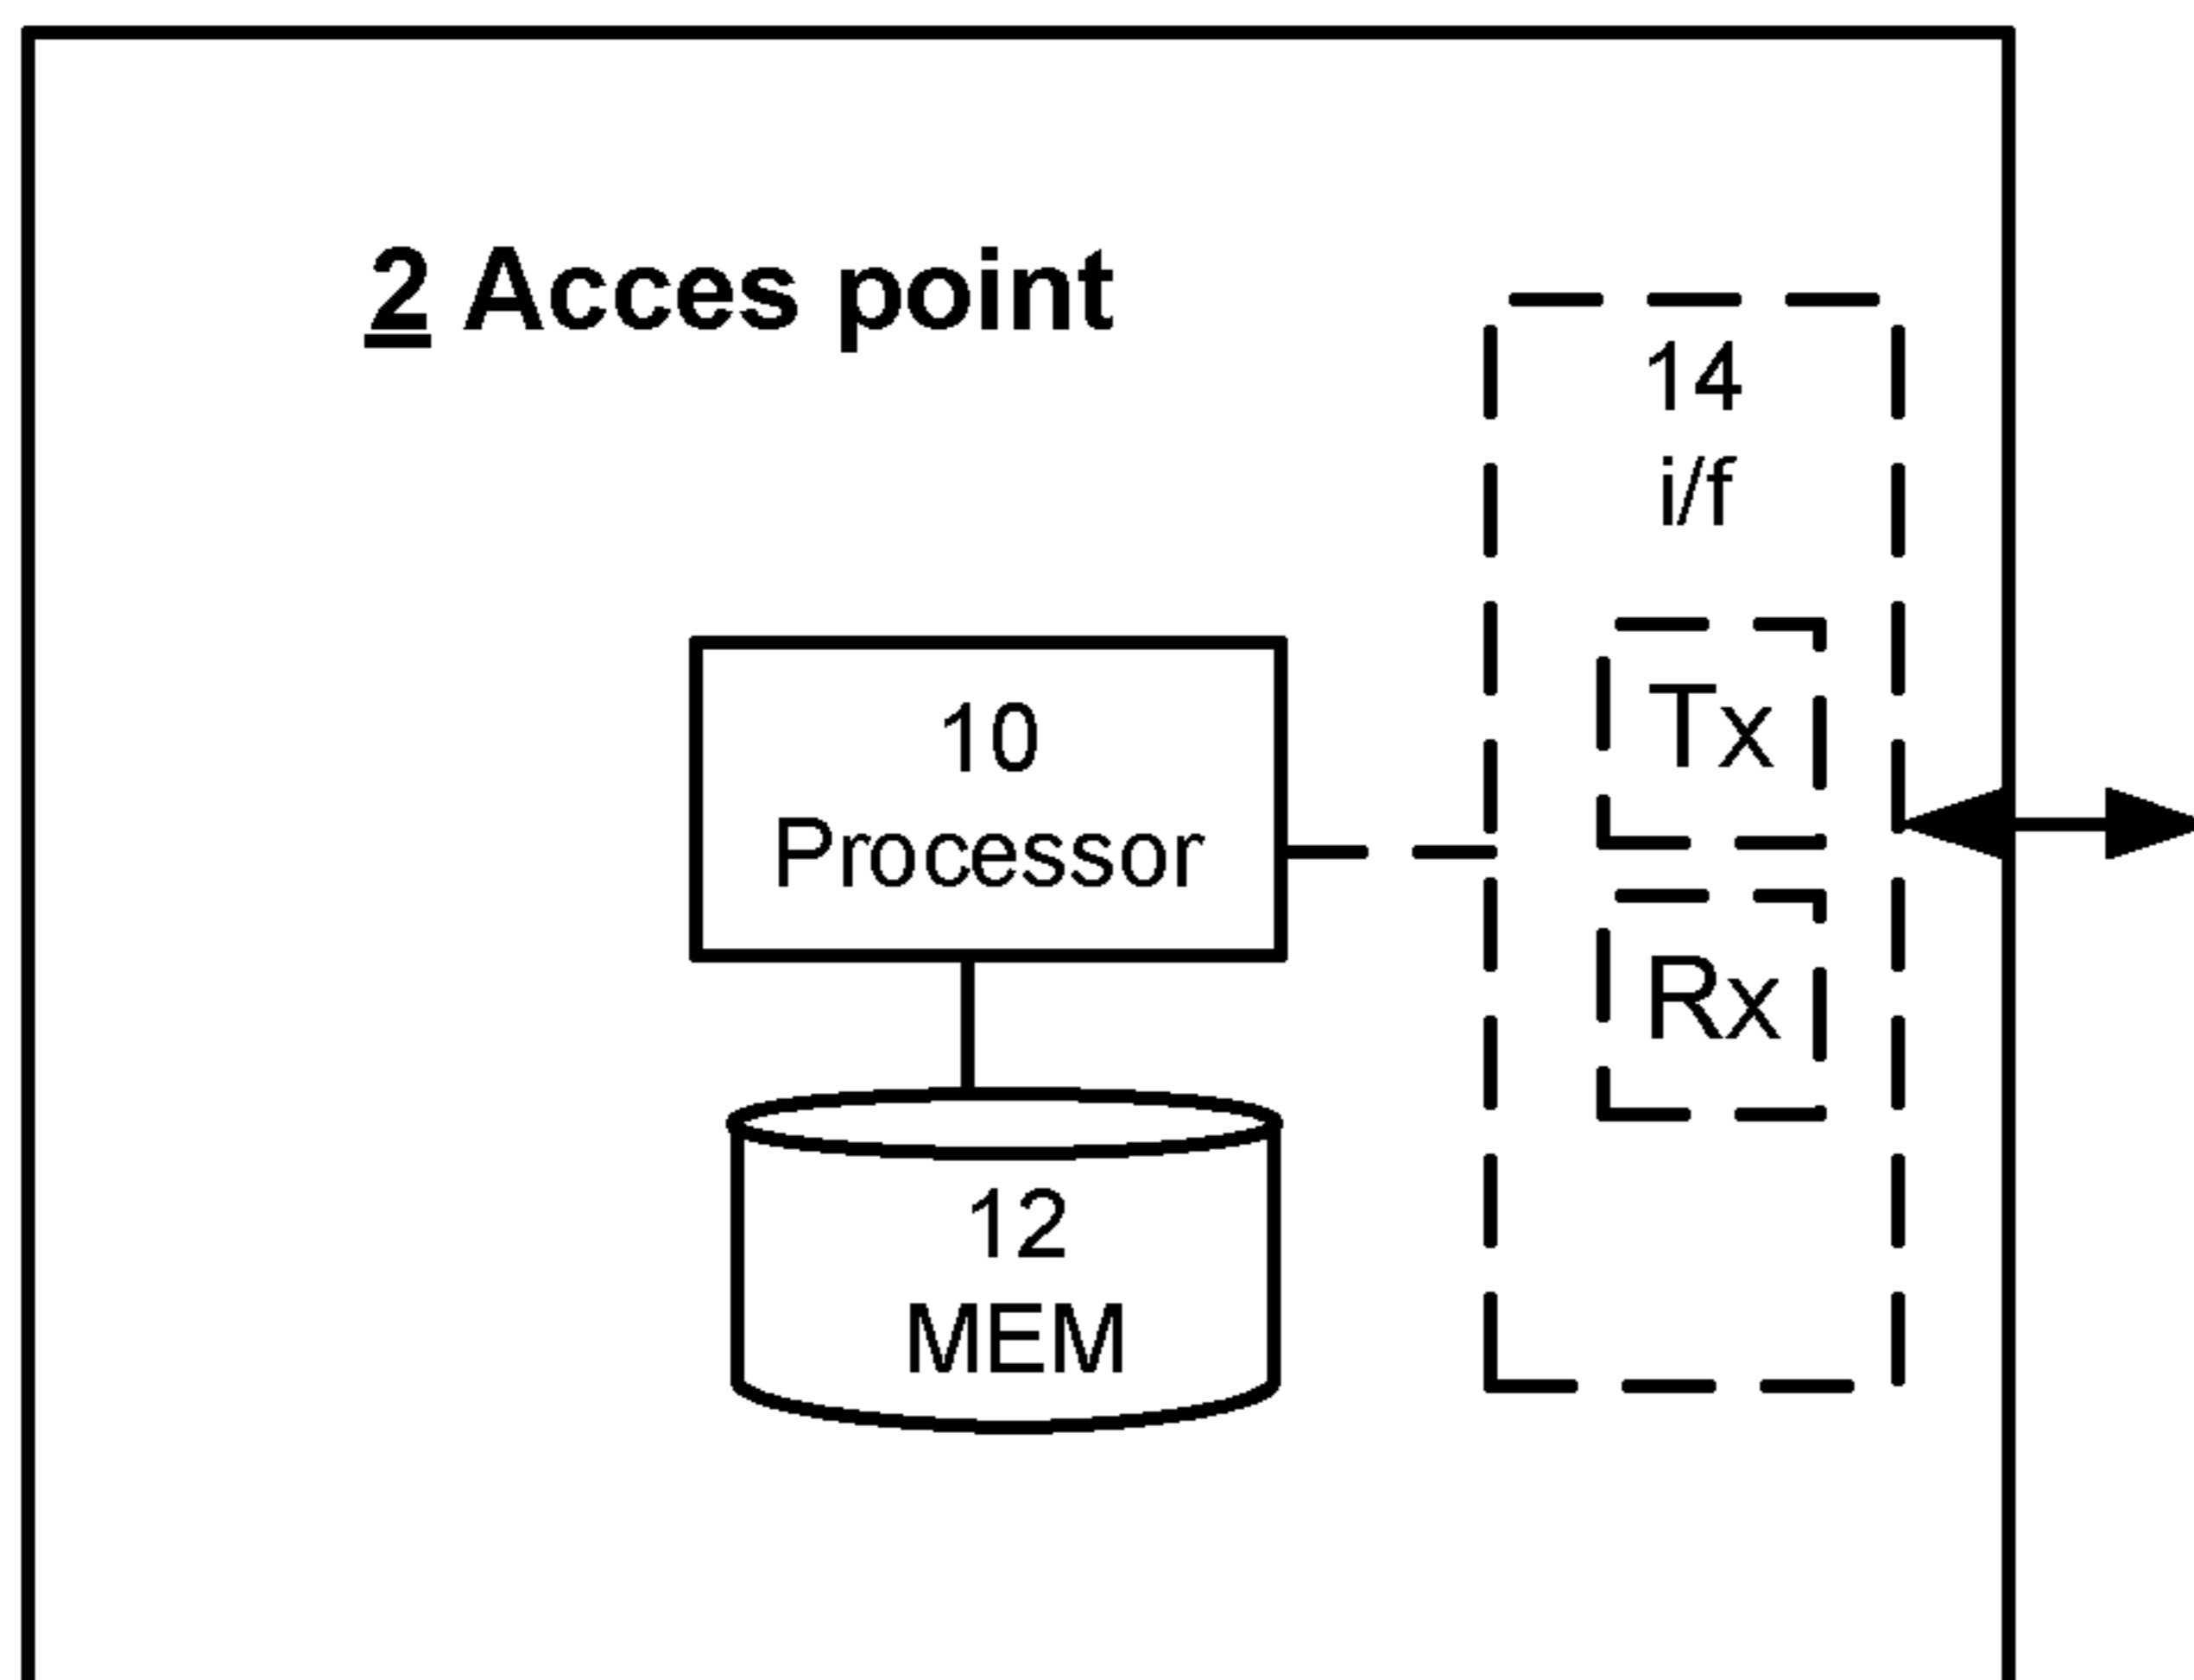 2 Acces point
14
i/f
Tx
10
Processor
Rx
12
MEM